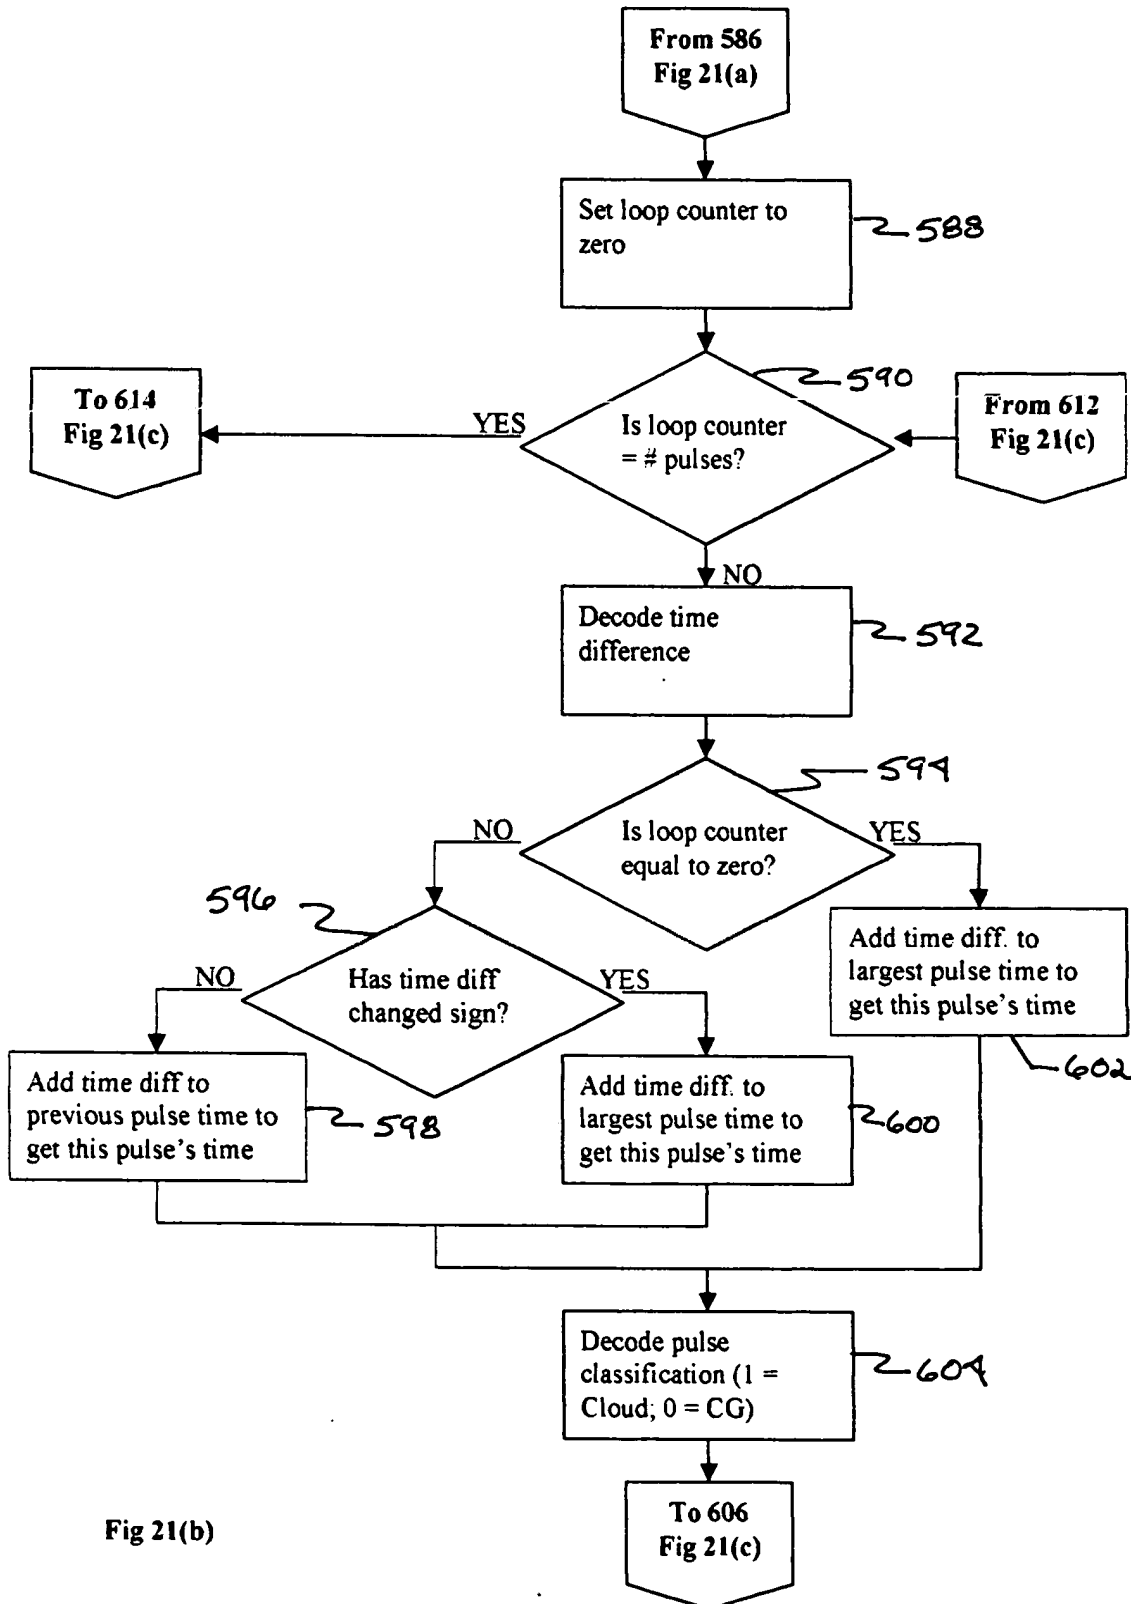 From 586
Fig 21(a)
Set loop counter to
zero
588
590
To 614
Fig 21(c)
YES
Is loop counter
= # pulses?
From 612
Fig 21(c)
NO
Decode time
difference
592
594
NO
Is loop counter
equal to zero?
YES
596
NO
Has time diff
changed sign?
YES
Add time diff. to
largest pulse time to
get this pulse's time
602
Add time diff to
previous pulse time to
get this pulse's time
598
Add time diff. to
largest pulse time to
get this pulse's time
600
Decode pulse
classification (1 =
Cloud; 0 = CG)
604
Fig 21(b)
To 606
Fig 21(c)